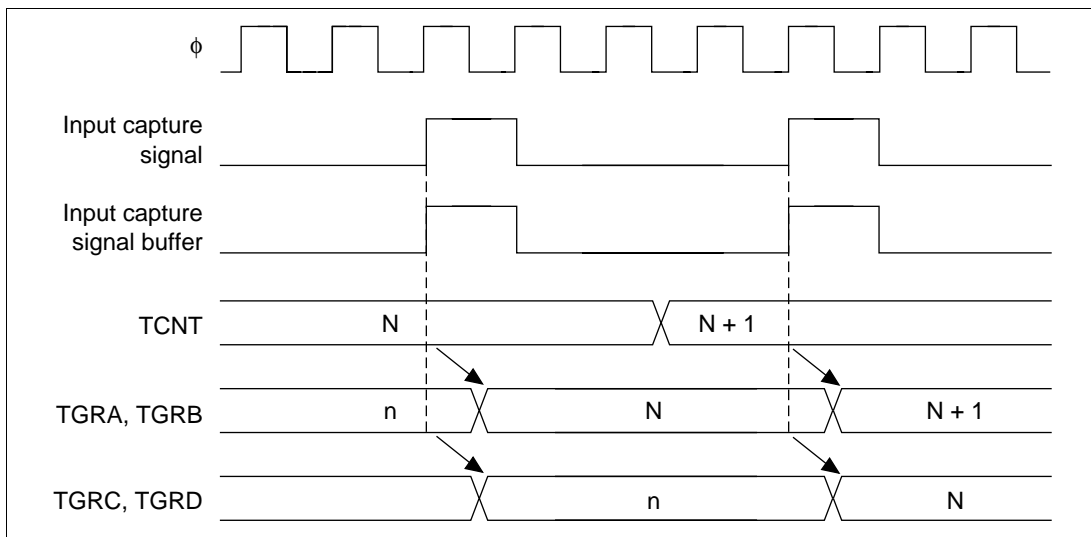 ϕ
Input capture
signal
Input capture
signal buffer
TCNT
N
N + 1
TGRA, TGRB
n
N
N + 1
TGRC, TGRD
n
N